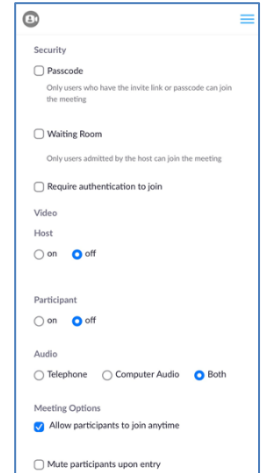 Security
Passcode
Only users who have the invite link or passcode can join
the meeting
Waiting Room
Only users admitted by the host can join the meeting
Require authentication to join
Video
Host
on off
Participant
on off
Audio
Telephone Computer Audio Both
Meeting Options
Allow participants to join anytime
Mute participants upon entry